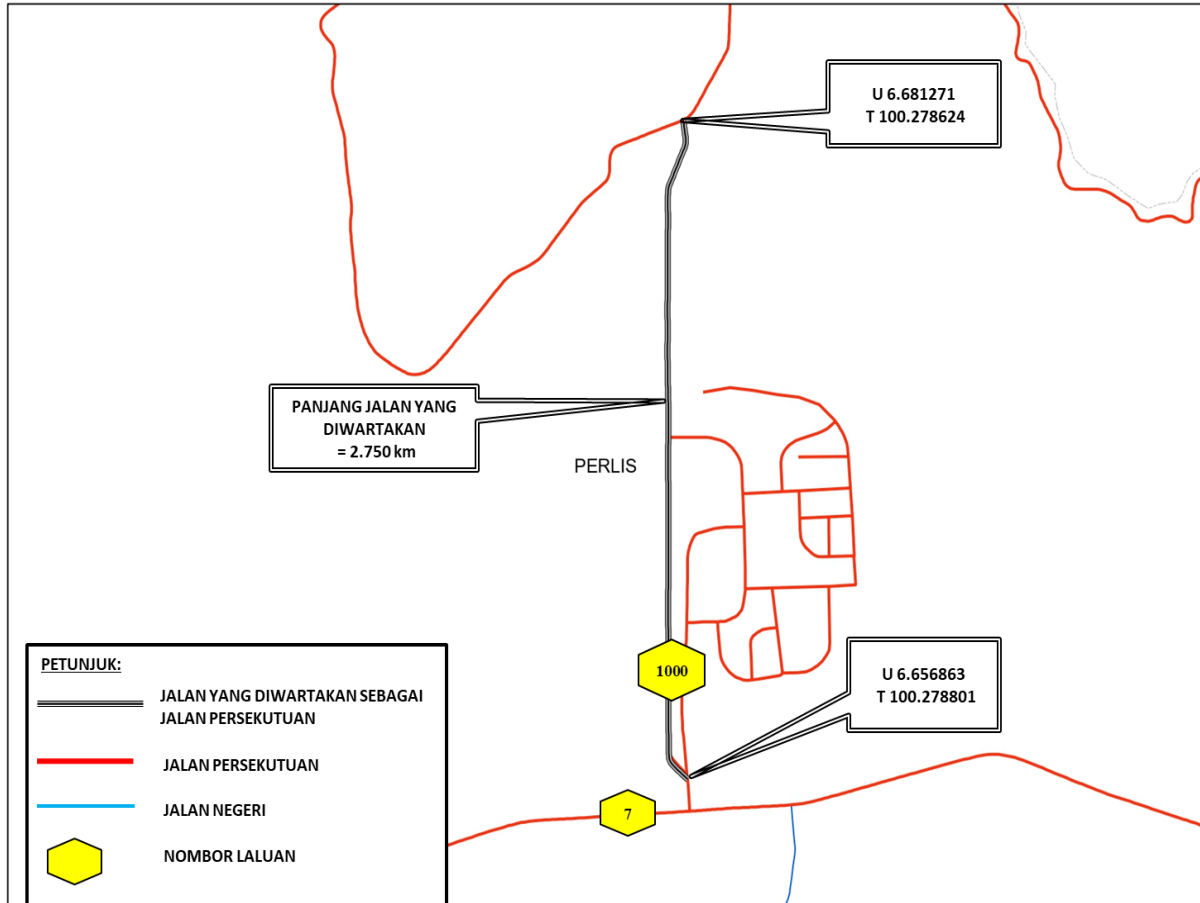 U 6.681271
T 100.278624
PANJANG JALAN YANG
DIWARTAKAN
= 2.750 km
PERLIS
1000
U 6.656863
T 100.278801
7
PETUNJUK:
JALAN YANG DIWARTAKAN SEBAGAI
JALAN PERSEKUTUAN
JALAN PERSEKUTUAN
JALAN NEGERI
NOMBOR LALUAN